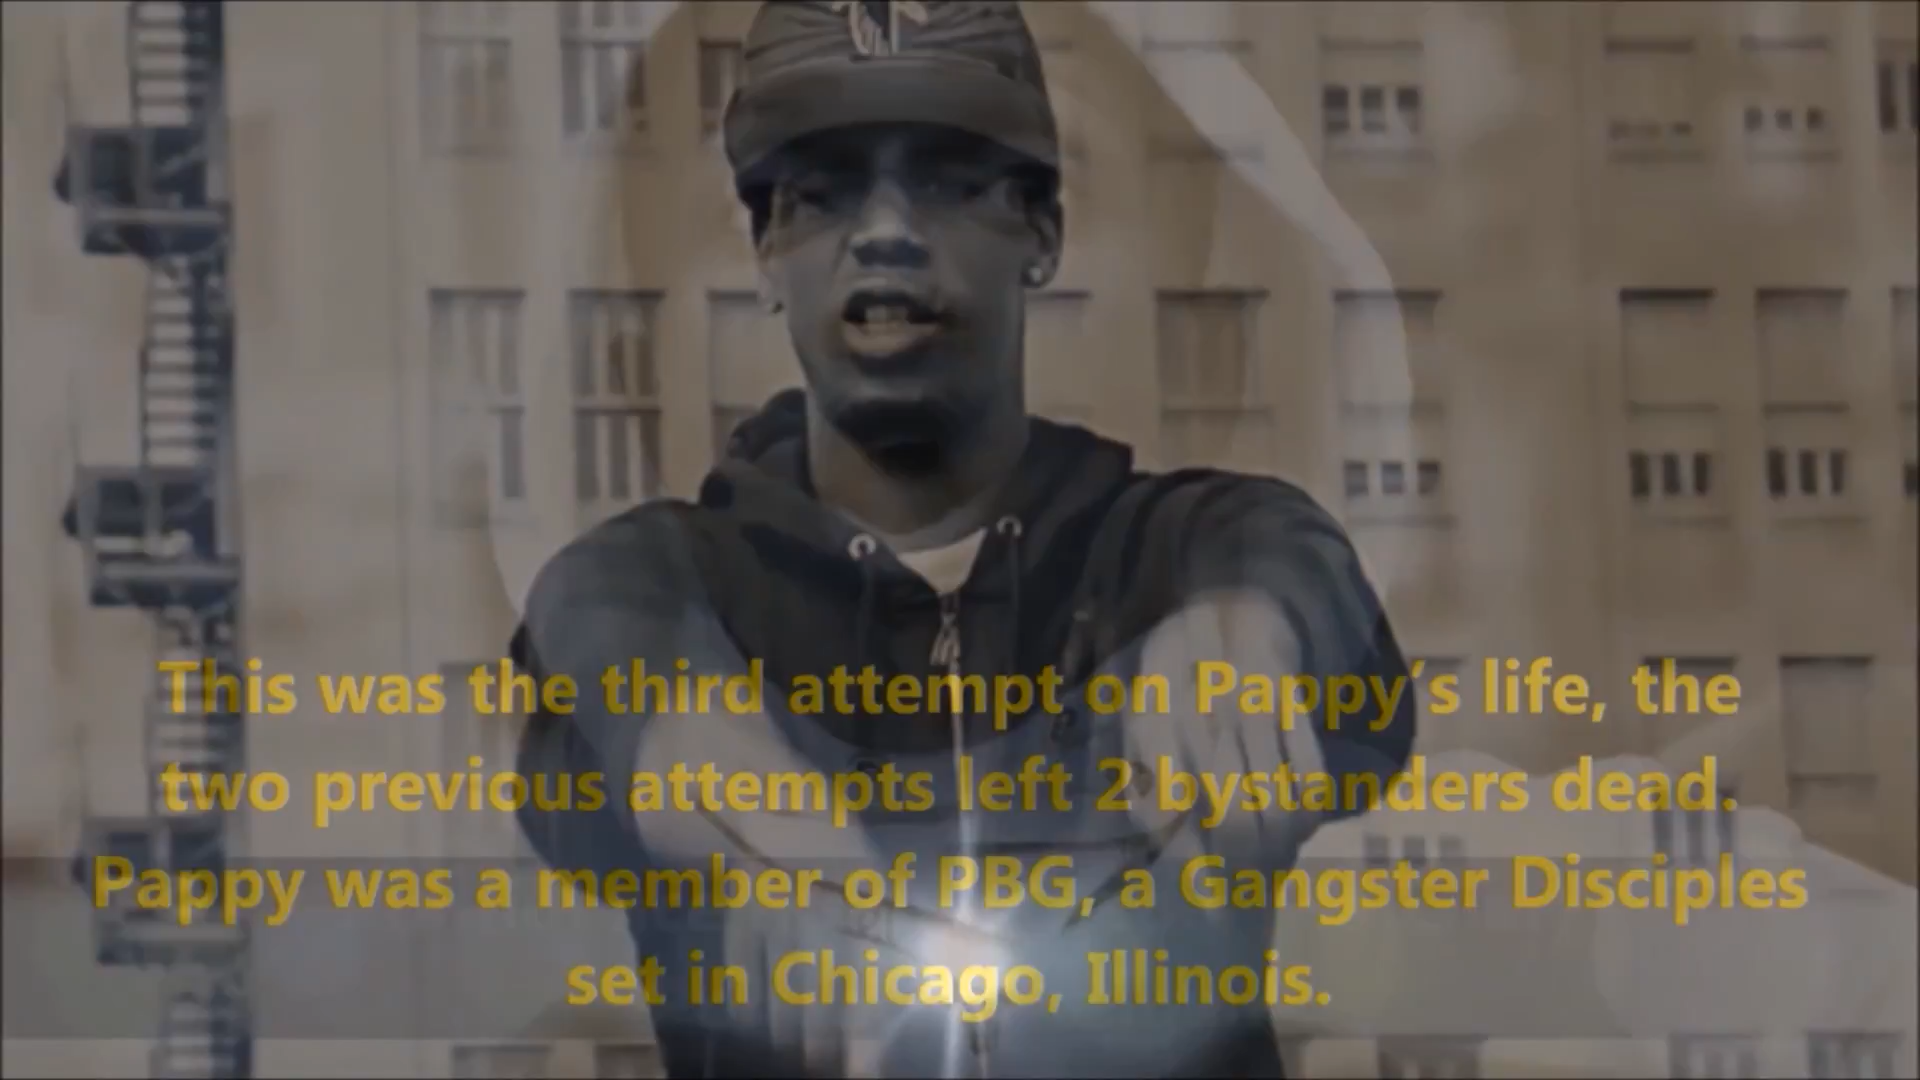 This was the third attempt on Pappy's life, the
two previous attempts left 2 bystanders dead.
Pappy was a member of PBG, a Gangster Disciples
set in Chicago, Illinois.